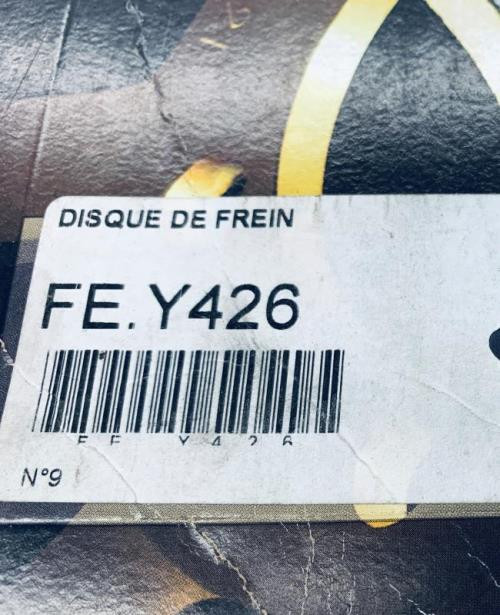 DISQUE DE FREIN
FE.Y426
FE Y426
N°9